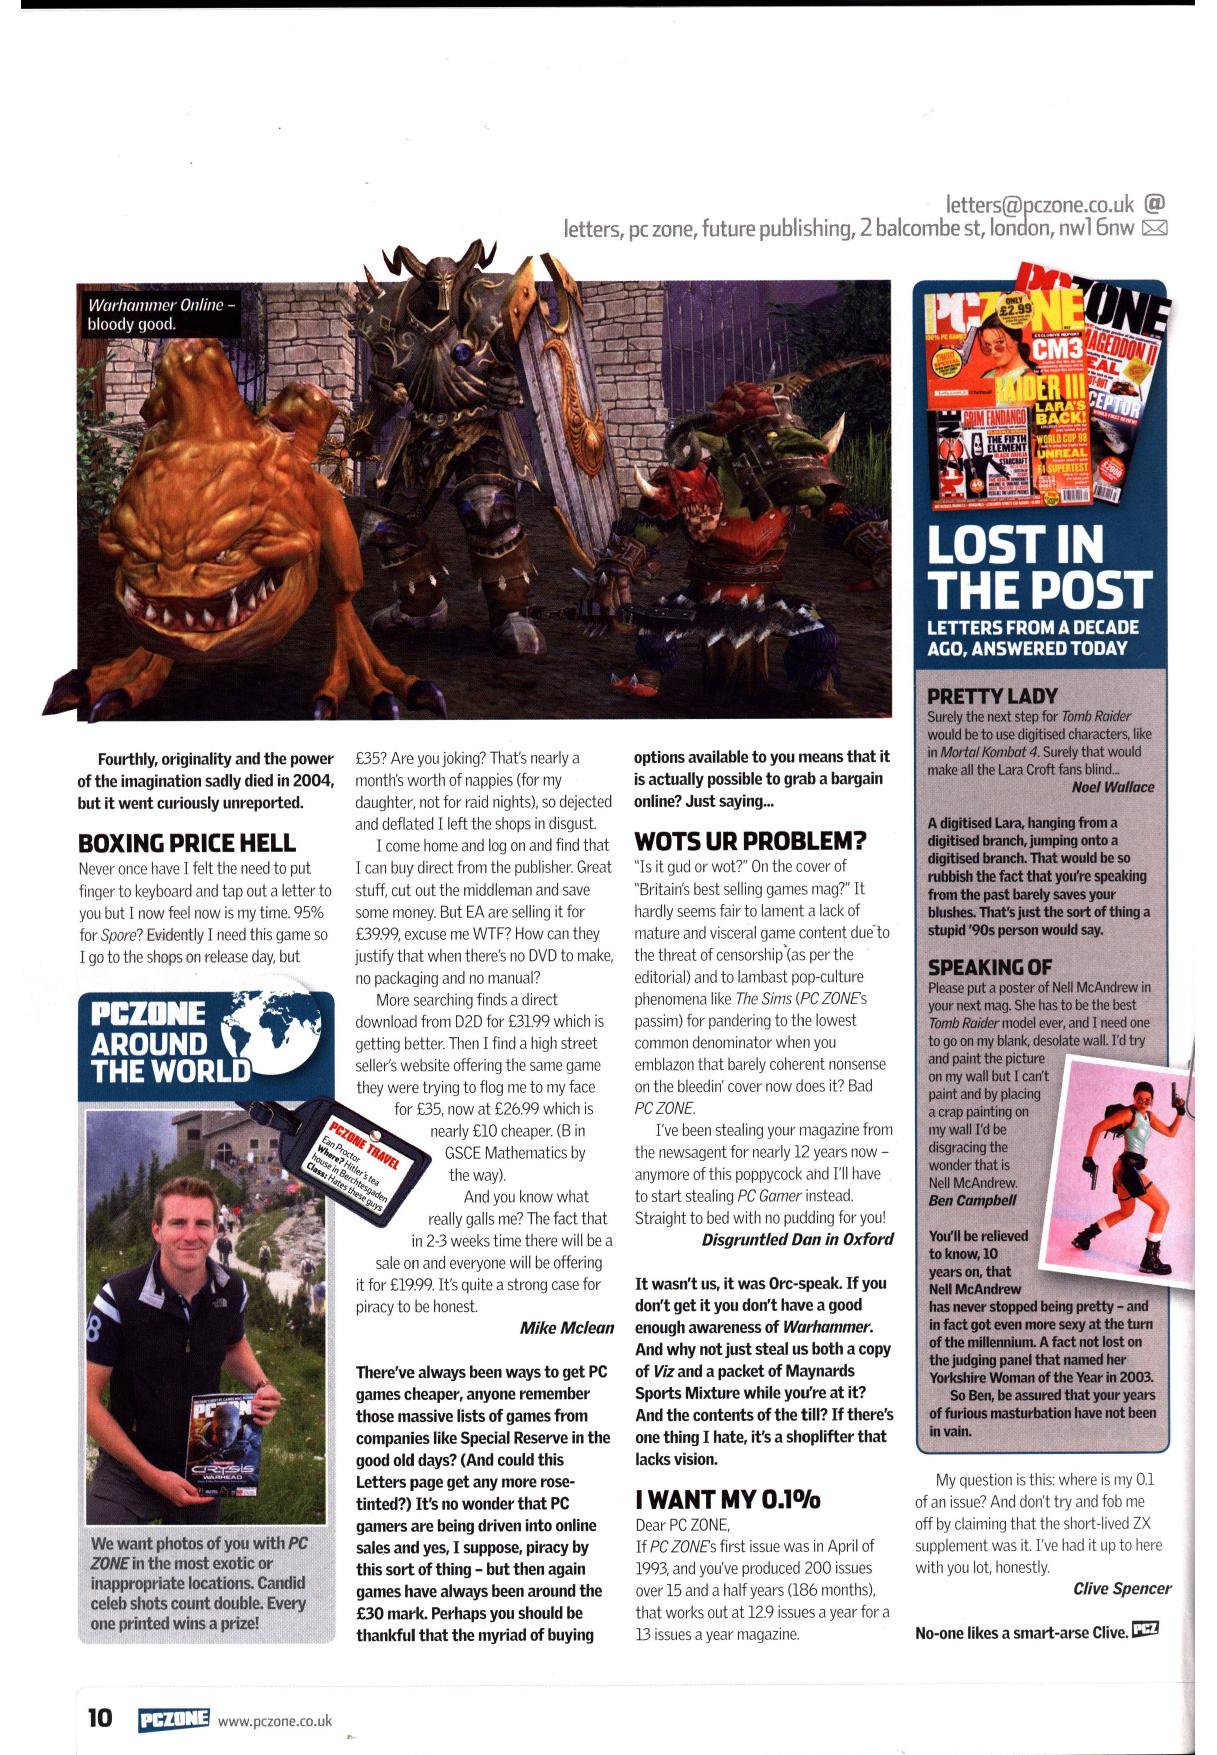 letters@pczone.co.uk @
letters, pc zone, future publishing, 2 balcombe st, london, nw1 6nw
Warhammer Online –
bloody good.
Fourthly, originality and the power
of the imagination sadly died in 2004,
but it went curiously unreported.
BOXING PRICE HELL
Never once have I felt the need to put
finger to keyboard and tap out a letter to
you but I now feel now is my time. 95%
for Spore? Evidently I need this game so
I go to the shops on release day, but
PCZONE
AROUND
THE WORLD
PCZONE TRAVEL
Ean Proctor
Where? Hitler's tea
house in Berchtesgaden
Class: Hates these guys
PCZONE
CRYSIS
WARHEAD
We want photos of you with PC
ZONE in the most exotic or
inappropriate locations. Candid
celeb shots count double. Every
one printed wins a prize!
£35? Are you joking? That's nearly a
month's worth of nappies (for my
daughter, not for raid nights), so dejected
and deflated I left the shops in disgust.
I come home and log on and find that
I can buy direct from the publisher. Great
stuff, cut out the middleman and save
some money. But EA are selling it for
£39.99, excuse me WTF? How can they
justify that when there's no DVD to make,
no packaging and no manual?
More searching finds a direct
download from D2D for £31.99 which is
getting better. Then I find a high street
seller's website offering the same game
they were trying to flog me to my face
for £35, now at £26.99 which is
nearly £10 cheaper. (B in
GSCE Mathematics by
the way).
And you know what
really galls me? The fact that
in 2-3 weeks time there will be a
sale on and everyone will be offering
it for £19.99. It's quite a strong case for
piracy to be honest.
Mike Mclean
There've always been ways to get PC
games cheaper, anyone remember
those massive lists of games from
companies like Special Reserve in the
good old days? (And could this
Letters page get any more rose-
tinted?) It's no wonder that PC
gamers are being driven into online
sales and yes, I suppose, piracy by
this sort of thing – but then again
games have always been around the
£30 mark. Perhaps you should be
thankful that the myriad of buying
options available to you means that it
is actually possible to grab a bargain
online? Just saying...
WOTS UR PROBLEM?
"Is it gud or wot?" On the cover of
"Britain's best selling games mag?" It
hardly seems fair to lament a lack of
mature and visceral game content due to
the threat of censorship (as per the
editorial) and to lambast pop-culture
phenomena like The Sims (PC ZONE's
passim) for pandering to the lowest
common denominator when you
emblazon that barely coherent nonsense
on the bleedin' cover now does it? Bad
PC ZONE.
I've been stealing your magazine from
the newsagent for nearly 12 years now –
anymore of this poppycock and I'll have
to start stealing PC Gamer instead.
Straight to bed with no pudding for you!
Disgruntled Dan in Oxford
It wasn't us, it was Orc-speak. If you
don't get it you don't have a good
enough awareness of Warhammer.
And why not just steal us both a copy
of Viz and a packet of Maynards
Sports Mixture while you're at it?
And the contents of the till? If there's
one thing I hate, it's a shoplifter that
lacks vision.
I WANT MY 0.1%
Dear PC ZONE,
If PC ZONE's first issue was in April of
1993, and you've produced 200 issues
over 15 and a half years (186 months),
that works out at 12.9 issues a year for a
13 issues a year magazine.
PCZONE
ONLY
£2.99
CM3
RAIDER III
LARA'S
BACK!
GRIM FANDANGO
THE FIFTH
ELEMENT
BLACK DAHLIA
STARCRAFT
WORLD CUP 98
UNREAL
F1 SUPERTEST
LOST IN
THE POST
LETTERS FROM A DECADE
AGO, ANSWERED TODAY
PRETTY LADY
Surely the next step for Tomb Raider
would be to use digitised characters, like
in Mortal Kombat 4. Surely that would
make all the Lara Croft fans blind...
Noel Wallace
A digitised Lara, hanging from a
digitised branch, jumping onto a
digitised branch. That would be so
rubbish the fact that you're speaking
from the past barely saves your
blushes. That's just the sort of thing a
stupid '90s person would say.
SPEAKING OF
Please put a poster of Nell McAndrew in
your next mag. She has to be the best
Tomb Raider model ever, and I need one
to go on my blank, desolate wall. I'd try
and paint the picture
on my wall but I can't
paint and by placing
a crap painting on
my wall I'd be
disgracing the
wonder that is
Nell McAndrew.
Ben Campbell
You'll be relieved
to know, 10
years on, that
Nell McAndrew
has never stopped being pretty – and
in fact got even more sexy at the turn
of the millennium. A fact not lost on
the judging panel that named her
Yorkshire Woman of the Year in 2003.
So Ben, be assured that your years
of furious masturbation have not been
in vain.
My question is this: where is my 0.1
of an issue? And don't try and fob me
off by claiming that the short-lived ZX
supplement was it. I've had it up to here
with you lot, honestly.
Clive Spencer
No-one likes a smart-arse Clive. PCZ
10 PCZONE www.pczone.co.uk